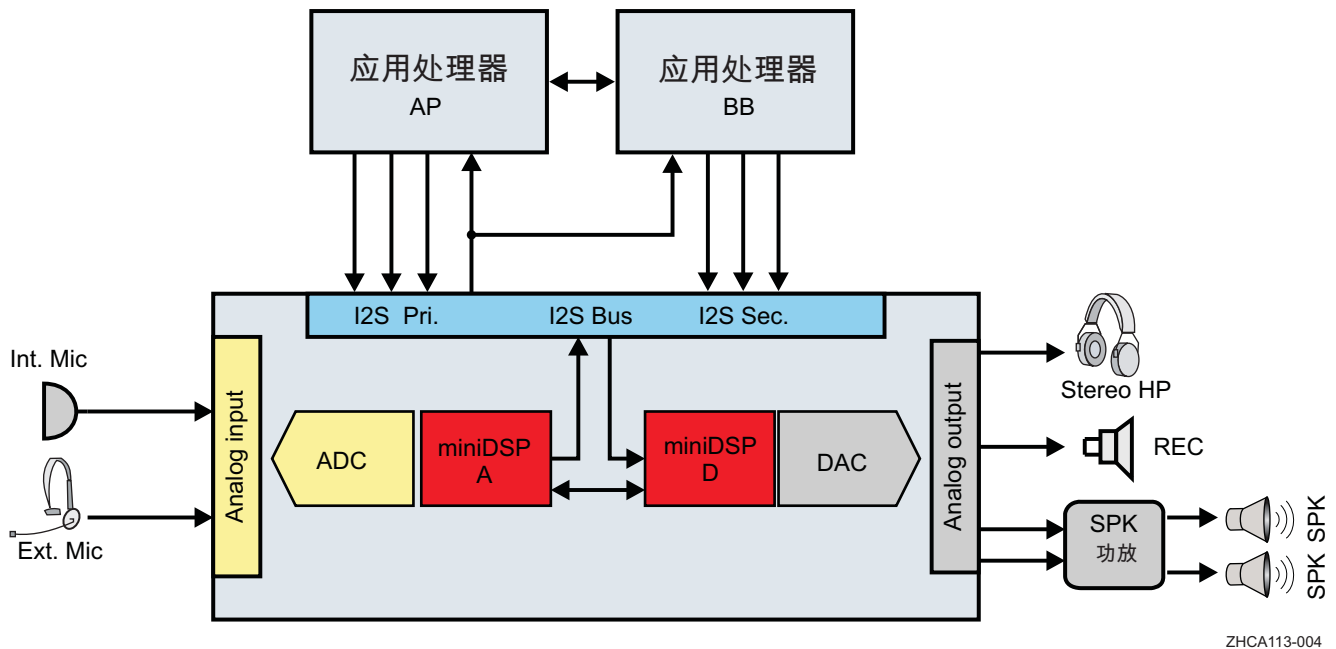 应用处理器
AP
应用处理器
BB
I2S Pri.
I2S Bus
I2S Sec.
Int. Mic
Ext. Mic
Analog input
ADC
miniDSP
A
miniDSP
D
DAC
Analog output
Stereo HP
REC
SPK
功放
SPK
SPK
ZHCA113-004